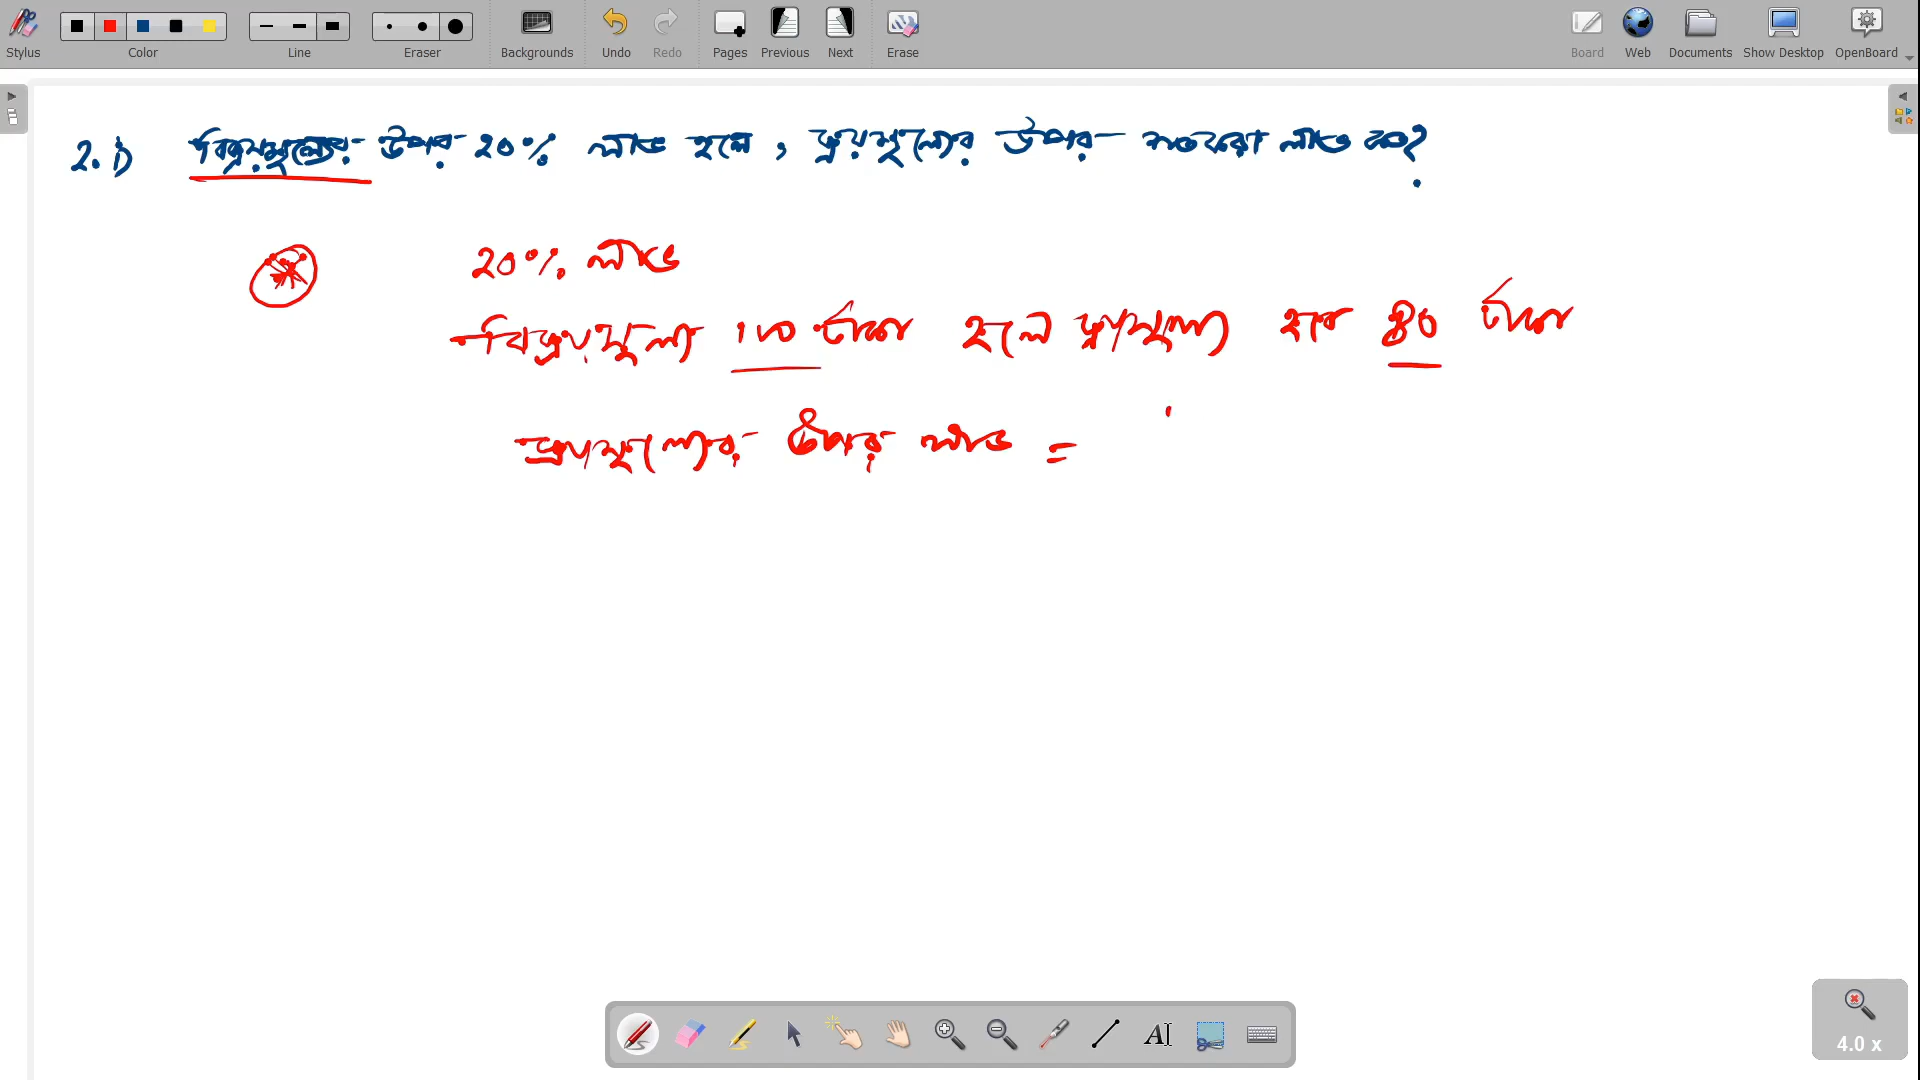 Stylus Color Line Eraser Backgrounds Undo Redo Pages Previous Next Erase Board Web Documents Show Desktop OpenBoard
2. i) বিক্রয়মূল্যের উপর 20% লাভ হলে, ক্রয়মূল্যের উপর শতকরা লাভ কত?
20% লাভ
বিক্রয়মূল্য 100 টাকা হলে ক্রয়মূল্য হবে 80 টাকা
ক্রয়মূল্যের উপর লাভ =
4.0 x